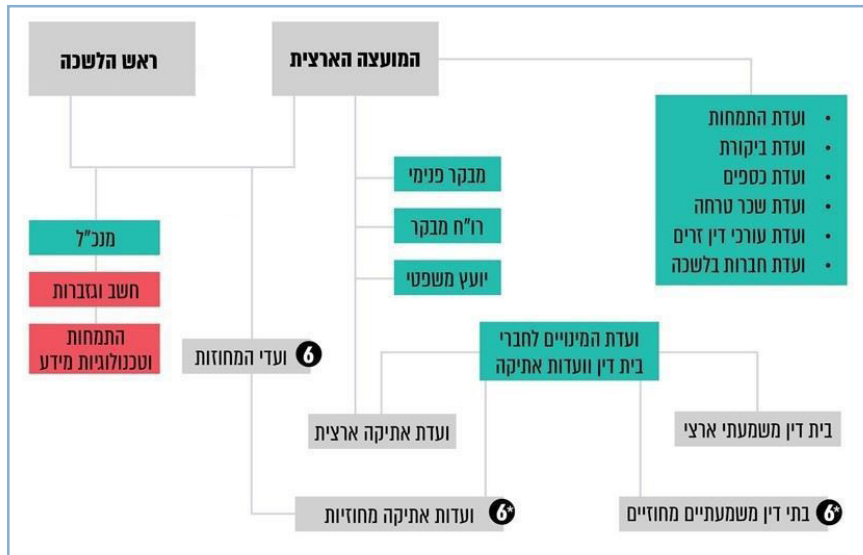 המועצה הארצית
ראש הלשכה
• ועדת התמחות
• ועדת ביקורת
• ועדת כספים
• ועדת שכר טרחה
• ועדת עורכי דין זרים
• ועדת חברות בלשכה
מבקר פנימי
רו"ח מבקר
יועץ משפטי
מנכ"ל
חשב וגזברות
התמחות
וטכנולוגיות מידע
6 ועדי המחוזות
ועדת המינויים לחברי
בית דין וועדות אתיקה
בית דין משמעתי ארצי
ועדת אתיקה ארצית
6* בתי דין משמעתיים מחוזיים
6* ועדות אתיקה מחוזיות